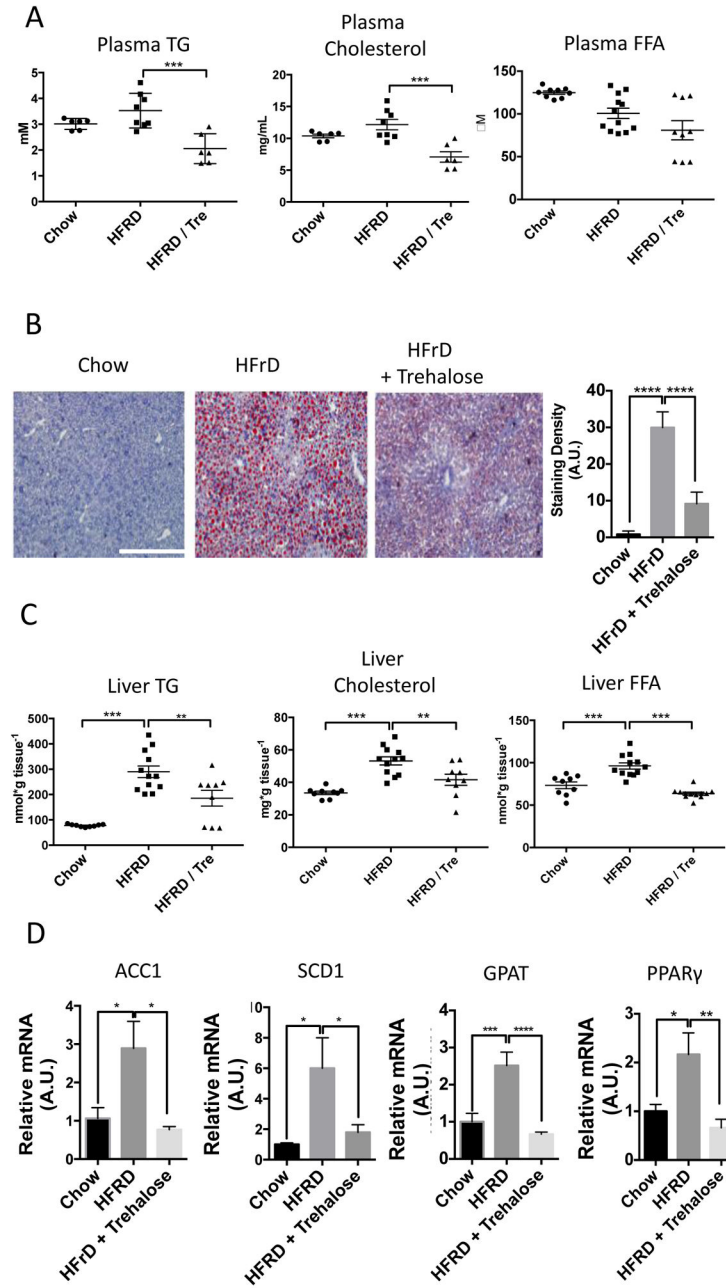 A
Plasma TG
Plasma
Cholesterol
Plasma FFA
***
***
mM
5
4
3
2
1
0
mg/mL
20
15
10
5
0
□M
150
100
50
0
Chow
HFRD
HFRD / Tre
Chow
HFRD
HFRD / Tre
Chow
HFRD
HFRD / Tre
B
Chow
HFrD
HFrD
+ Trehalose
Staining Density
(A.U.)
40
30
20
10
0
**** ****
Chow
HFrD
HFrD + Trehalose
C
Liver TG
Liver
Cholesterol
Liver FFA
*** **
*** **
*** ***
nmol*g tissue-1
500
400
300
200
100
0
mg*g tissue-1
80
60
40
20
0
nmol*g tissue-1
150
100
50
0
Chow
HFRD
HFRD / Tre
Chow
HFRD
HFRD / Tre
Chow
HFRD
HFRD / Tre
D
ACC1
SCD1
GPAT
PPARγ
* *
* *
*** ****
* **
Relative mRNA
(A.U.)
4
3
2
1
0
Relative mRNA
(A.U.)
10
8
6
4
2
0
Relative mRNA
(A.U.)
4
3
2
1
0
Relative mRNA
(A.U.)
3
2
1
0
Chow
HFRD
HFrD + Trehalose
Chow
HFRD
HFRD + Trehalose
Chow
HFRD
HFRD + Trehalose
Chow
HFRD
HFRD + Trehalose